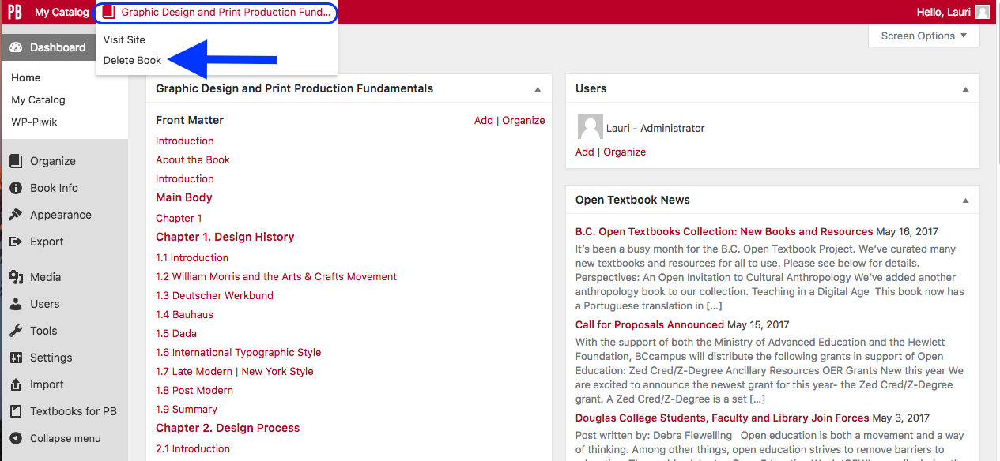 PB My Catalog Graphic Design and Print Production Fund... Hello, Lauri
Visit Site
Delete Book
Screen Options
Dashboard
Home
My Catalog
WP-Piwik
Organize
Book Info
Appearance
Export
Media
Users
Tools
Settings
Import
Textbooks for PB
Collapse menu
Graphic Design and Print Production Fundamentals
Front Matter Add | Organize
Introduction
About the Book
Introduction
Main Body
Chapter 1
Chapter 1. Design History
1.1 Introduction
1.2 William Morris and the Arts & Crafts Movement
1.3 Deutscher Werkbund
1.4 Bauhaus
1.5 Dada
1.6 International Typographic Style
1.7 Late Modern | New York Style
1.8 Post Modern
1.9 Summary
Chapter 2. Design Process
2.1 Introduction
Users
Lauri - Administrator
Add | Organize
Open Textbook News
B.C. Open Textbooks Collection: New Books and Resources May 16, 2017
It's been a busy month for the B.C. Open Textbook Project. We've curated many
new textbooks and resources for all to use. Please see below for details.
Perspectives: An Open Invitation to Cultural Anthropology We've added another
anthropology book to our collection. Teaching in a Digital Age This book now has
a Portuguese translation in […]
Call for Proposals Announced May 15, 2017
With the support of both the Ministry of Advanced Education and the Hewlett
Foundation, BCcampus will distribute the following grants in support of Open
Education: Zed Cred/Z-Degree Ancillary Resources OER Grants New this year We
are excited to announce the newest grant for this year- the Zed Cred/Z-Degree
grant. A Zed Cred/Z-Degree is a set […]
Douglas College Students, Faculty and Library Join Forces May 3, 2017
Post written by: Debra Flewelling Open education is both a movement and a way
of thinking. Among other things, open education strives to remove barriers to